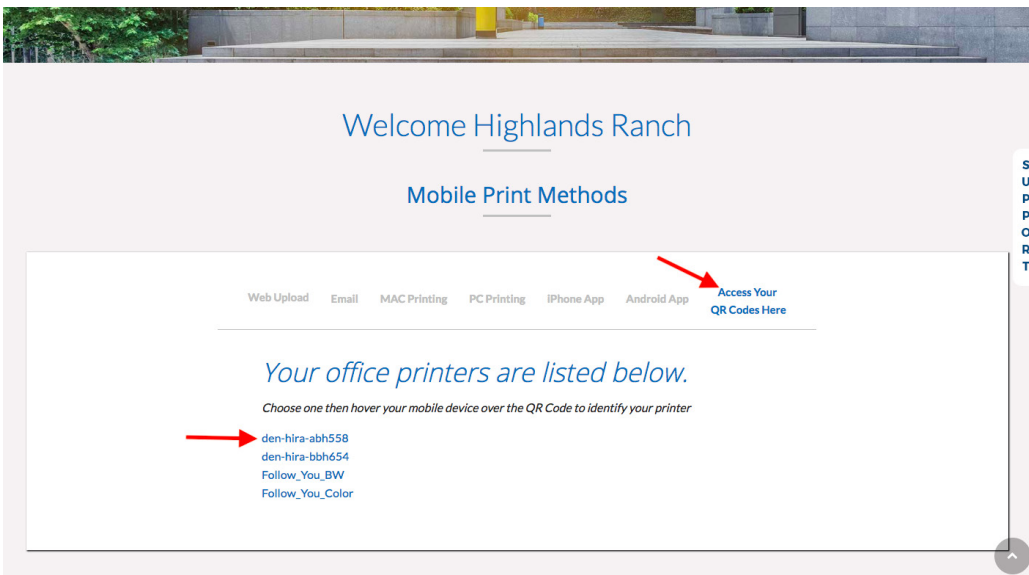 Welcome Highlands Ranch
Mobile Print Methods
SUPPORT
Web Upload Email MAC Printing PC Printing iPhone App Android App Access Your
QR Codes Here
Your office printers are listed below.
Choose one then hover your mobile device over the QR Code to identify your printer
den-hira-abh558
den-hira-bbh654
Follow_You_BW
Follow_You_Color